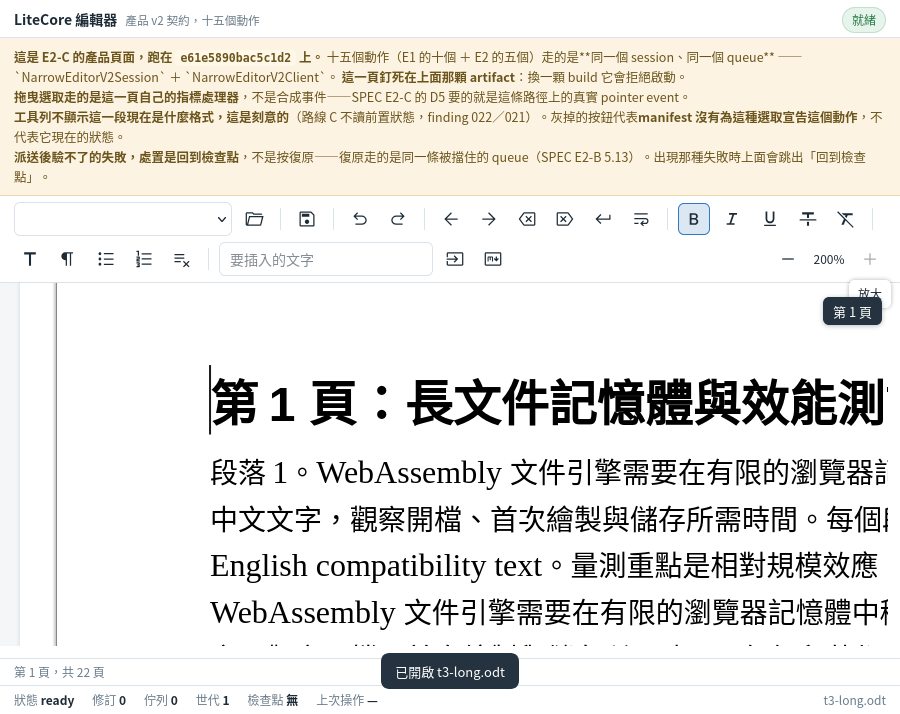 LiteCore 編輯器 產品 v2 契約，十五個動作 就緒
這是 E2-C 的產品頁面，跑在 e61e5890bac5c1d2 上。 十五個動作（E1 的十個 ＋ E2 的五個）走的是**同一個 session、同一個 queue** ——
`NarrowEditorV2Session` ＋ `NarrowEditorV2Client`。 這一頁釘死在上面那顆 artifact：換一顆 build 它會拒絕啟動。
拖曳選取走的是這一頁自己的指標處理器，不是合成事件——SPEC E2-C 的 D5 要的就是這條路徑上的真實 pointer event。
工具列不顯示這一段現在是什麼格式，這是刻意的（路線 C 不讀前置狀態，finding 022／021）。灰掉的按鈕代表manifest 沒有為這種選取宣告這個動作，不
代表它現在的狀態。
派送後驗不了的失敗，處置是回到檢查點，不是按復原——復原走的是同一條被擋住的 queue（SPEC E2-B 5.13）。出現那種失敗時上面會跳出「回到檢查
點」。
要插入的文字 200%
放大
第 1 頁
第 1 頁：長文件記憶體與效能測
段落 1。WebAssembly 文件引擎需要在有限的瀏覽器
中文文字，觀察開檔、首次繪製與儲存所需時間。每個
English compatibility text。量測重點是相對規模效應
WebAssembly 文件引擎需要在有限的瀏覽器記憶體中
第 1 頁，共 22 頁
已開啟 t3-long.odt
狀態 ready 修訂 0 佇列 0 世代 1 檢查點 無 上次操作 — t3-long.odt